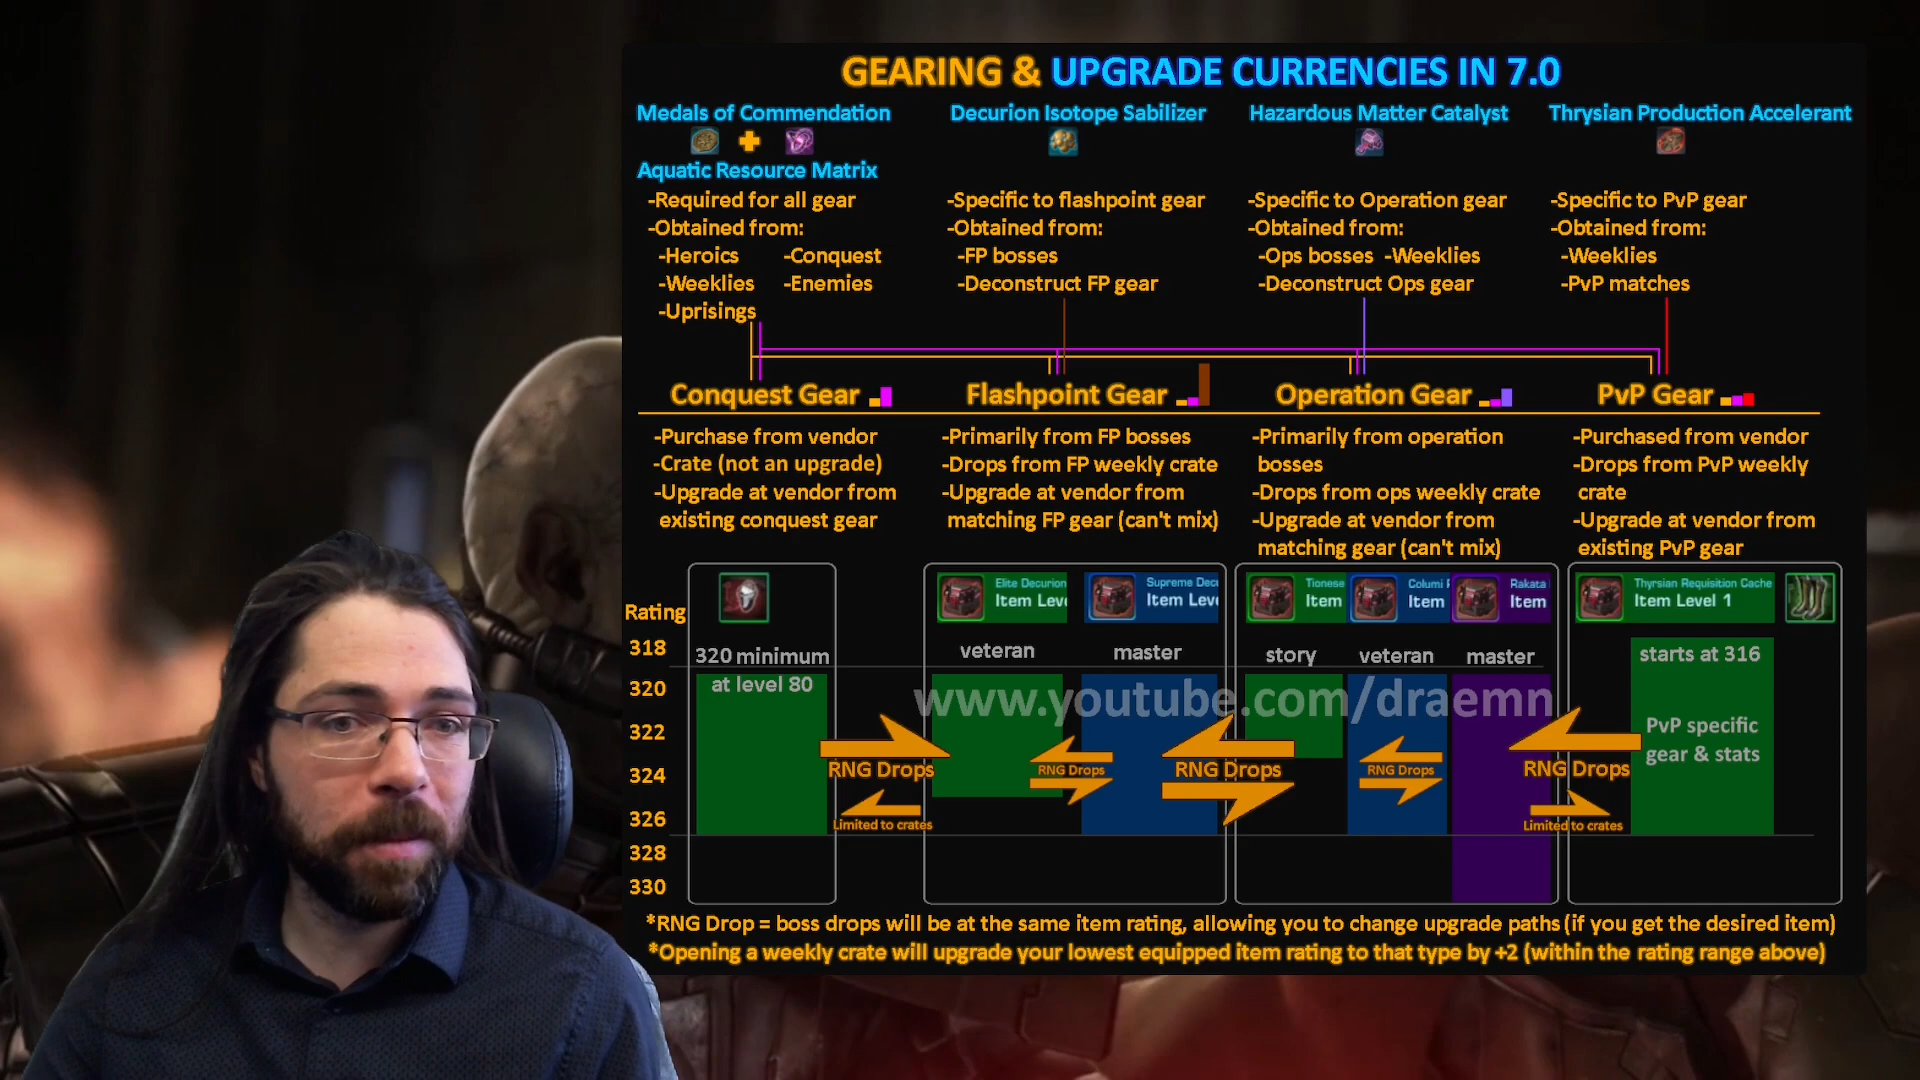 GEARING & UPGRADE CURRENCIES IN 7.0
Medals of Commendation
Aquatic Resource Matrix
-Required for all gear
-Obtained from:
-Heroics -Conquest
-Weeklies -Enemies
-Uprisings
Decurion Isotope Sabilizer
-Specific to flashpoint gear
-Obtained from:
-FP bosses
-Deconstruct FP gear
Hazardous Matter Catalyst
-Specific to Operation gear
-Obtained from:
-Ops bosses -Weeklies
-Deconstruct Ops gear
Thrysian Production Accelerant
-Specific to PvP gear
-Obtained from:
-Weeklies
-PvP matches
Conquest Gear
-Purchase from vendor
-Crate (not an upgrade)
-Upgrade at vendor from
existing conquest gear
Flashpoint Gear
-Primarily from FP bosses
-Drops from FP weekly crate
-Upgrade at vendor from
matching FP gear (can't mix)
Operation Gear
-Primarily from operation
bosses
-Drops from ops weekly crate
-Upgrade at vendor from
matching gear (can't mix)
PvP Gear
-Purchased from vendor
-Drops from PvP weekly
crate
-Upgrade at vendor from
existing PvP gear
Rating
318
320
322
324
326
328
330
320 minimum
at level 80
Elite Decurion
Item Leve
veteran
Supreme Decu
Item Leve
master
Tionese
Item
story
Columi
Item
veteran
Rakata
Item
master
Thyrsian Requisition Cache
Item Level 1
starts at 316
PvP specific
gear & stats
www.youtube.com/draemn
RNG Drops
Limited to crates
RNG Drops
RNG Drops
RNG Drops
RNG Drops
Limited to crates
*RNG Drop = boss drops will be at the same item rating, allowing you to change upgrade paths (if you get the desired item)
*Opening a weekly crate will upgrade your lowest equipped item rating to that type by +2 (within the rating range above)